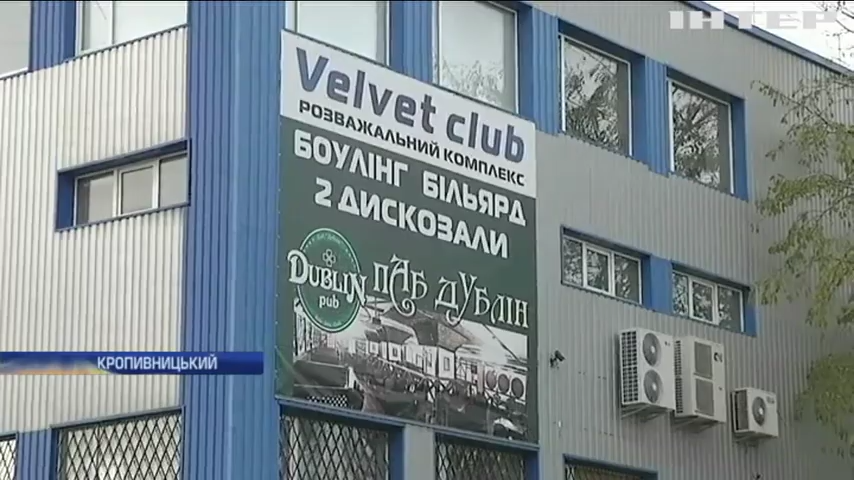 ІНТЕР
Velvet club
РОЗВАЖАЛЬНИЙ КОМПЛЕКС
БОУЛІНГ БІЛЬЯРД
2 ДИСКОЗАЛИ
DUBLIN
pub
ПАБ ДУБЛІН
КРОПИВНИЦЬКИЙ